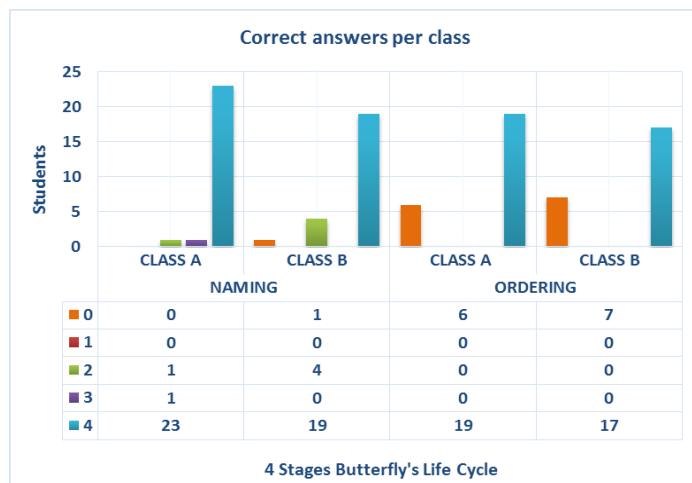 Correct answers per class
25
20
15
10
5
0
Students
CLASS A CLASS B CLASS A CLASS B
NAMING ORDERING
0 0 1 6 7
1 0 0 0 0
2 1 4 0 0
3 1 0 0 0
4 23 19 19 17
4 Stages Butterfly's Life Cycle